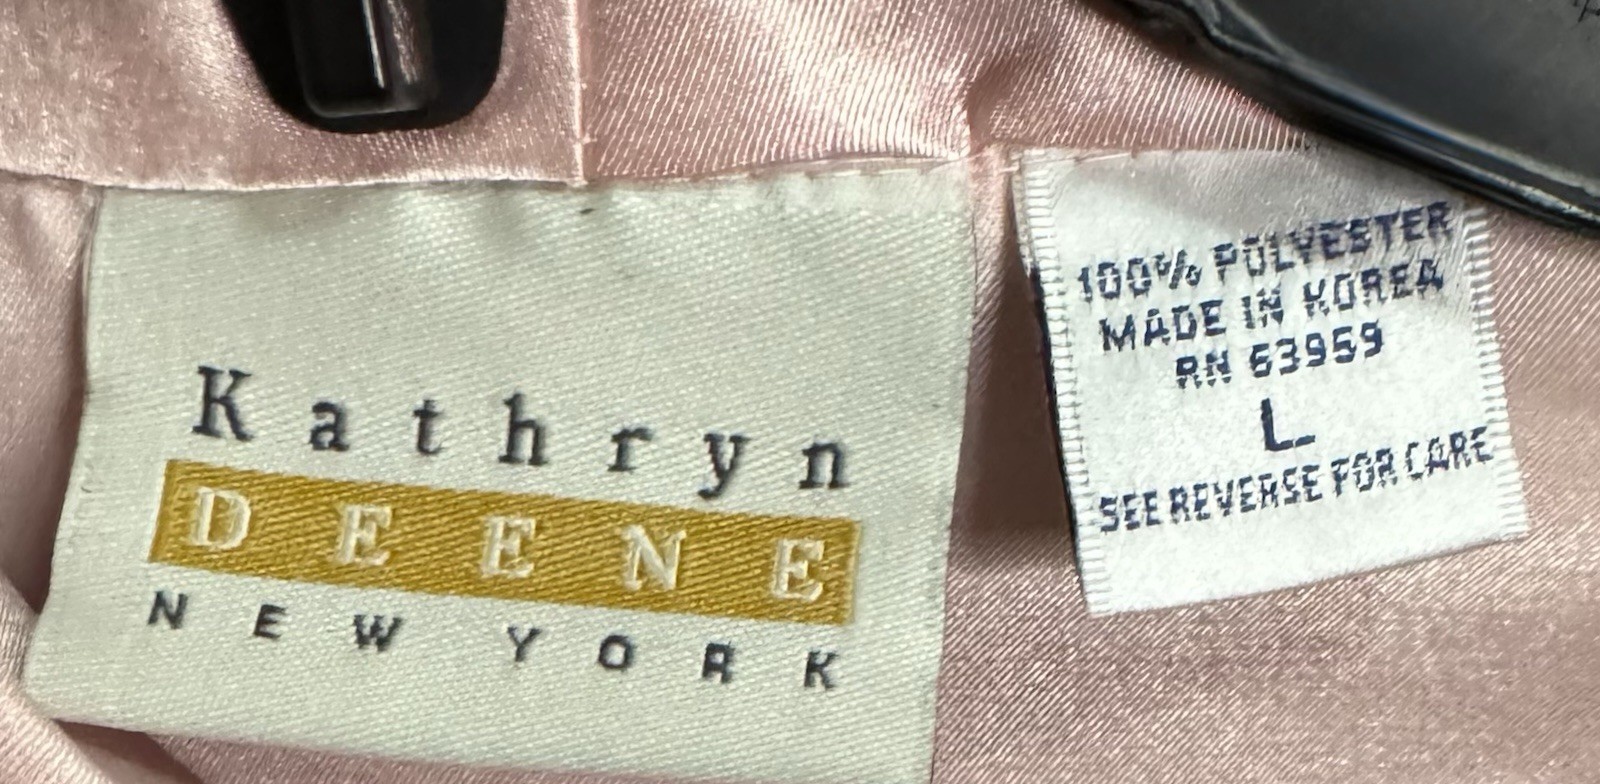 Kathryn
DEENE
NEW YORK
100% POLYESTER
MADE IN KOREA
RN 63959
L
SEE REVERSE FOR CARE